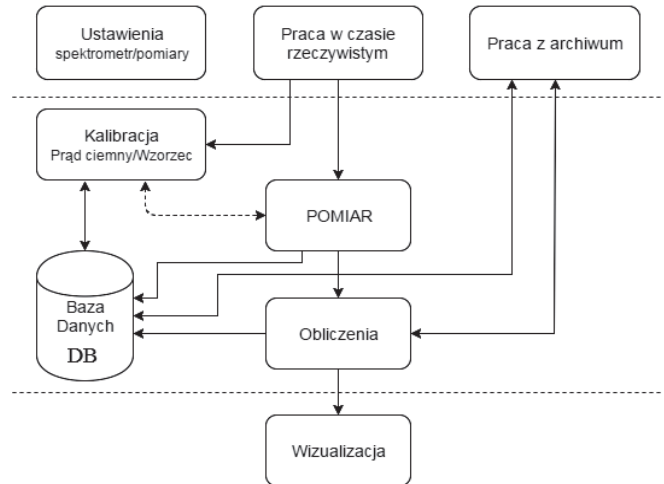 Ustawienia
spektrometr/pomiary
Praca w czasie
rzeczywistym
Praca z archiwum
Kalibracja
Prąd ciemny/Wzorzec
POMIAR
Baza
Danych
DB
Obliczenia
Wizualizacja